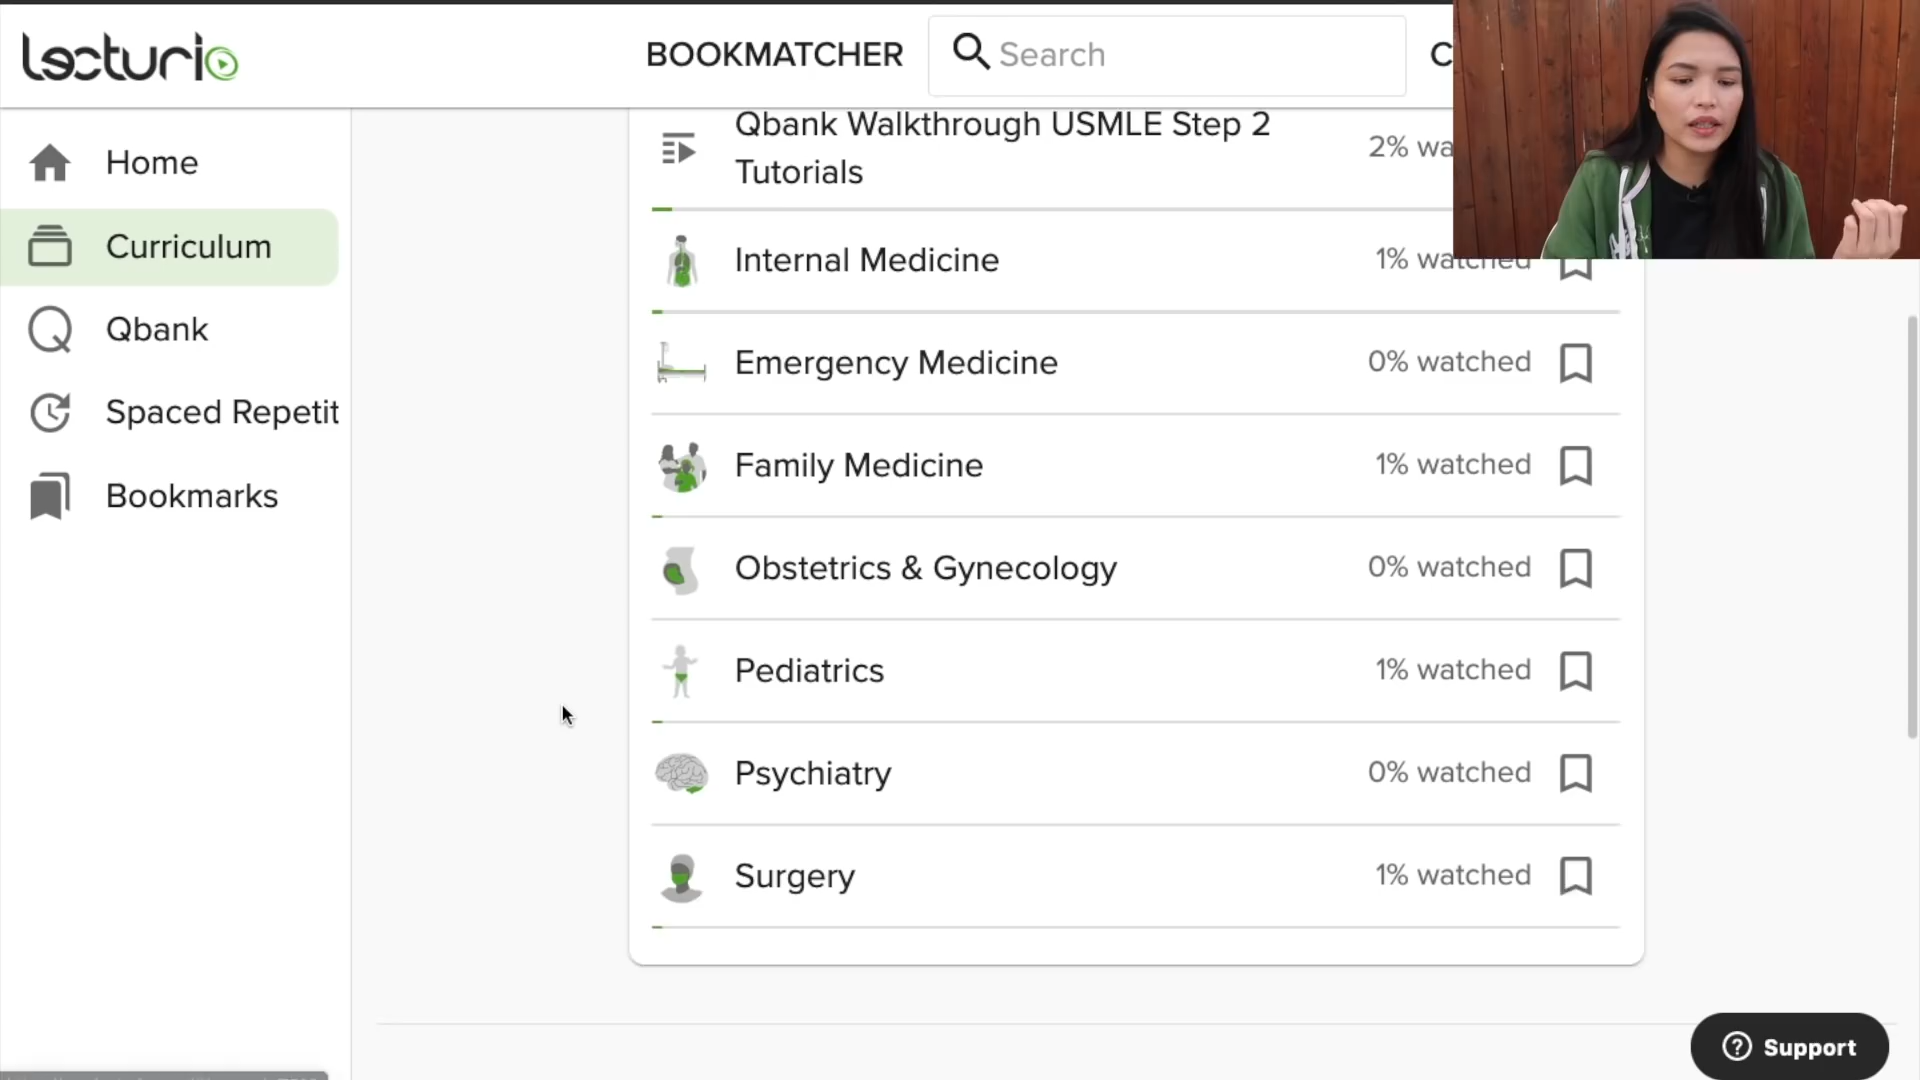 lecturio
BOOKMATCHER
Search
C
Home
Curriculum
Qbank
Spaced Repetit
Bookmarks
Qbank Walkthrough USMLE Step 2
Tutorials
2% wa
Internal Medicine
1% watched
Emergency Medicine
0% watched
Family Medicine
1% watched
Obstetrics & Gynecology
0% watched
Pediatrics
1% watched
Psychiatry
0% watched
Surgery
1% watched
Support